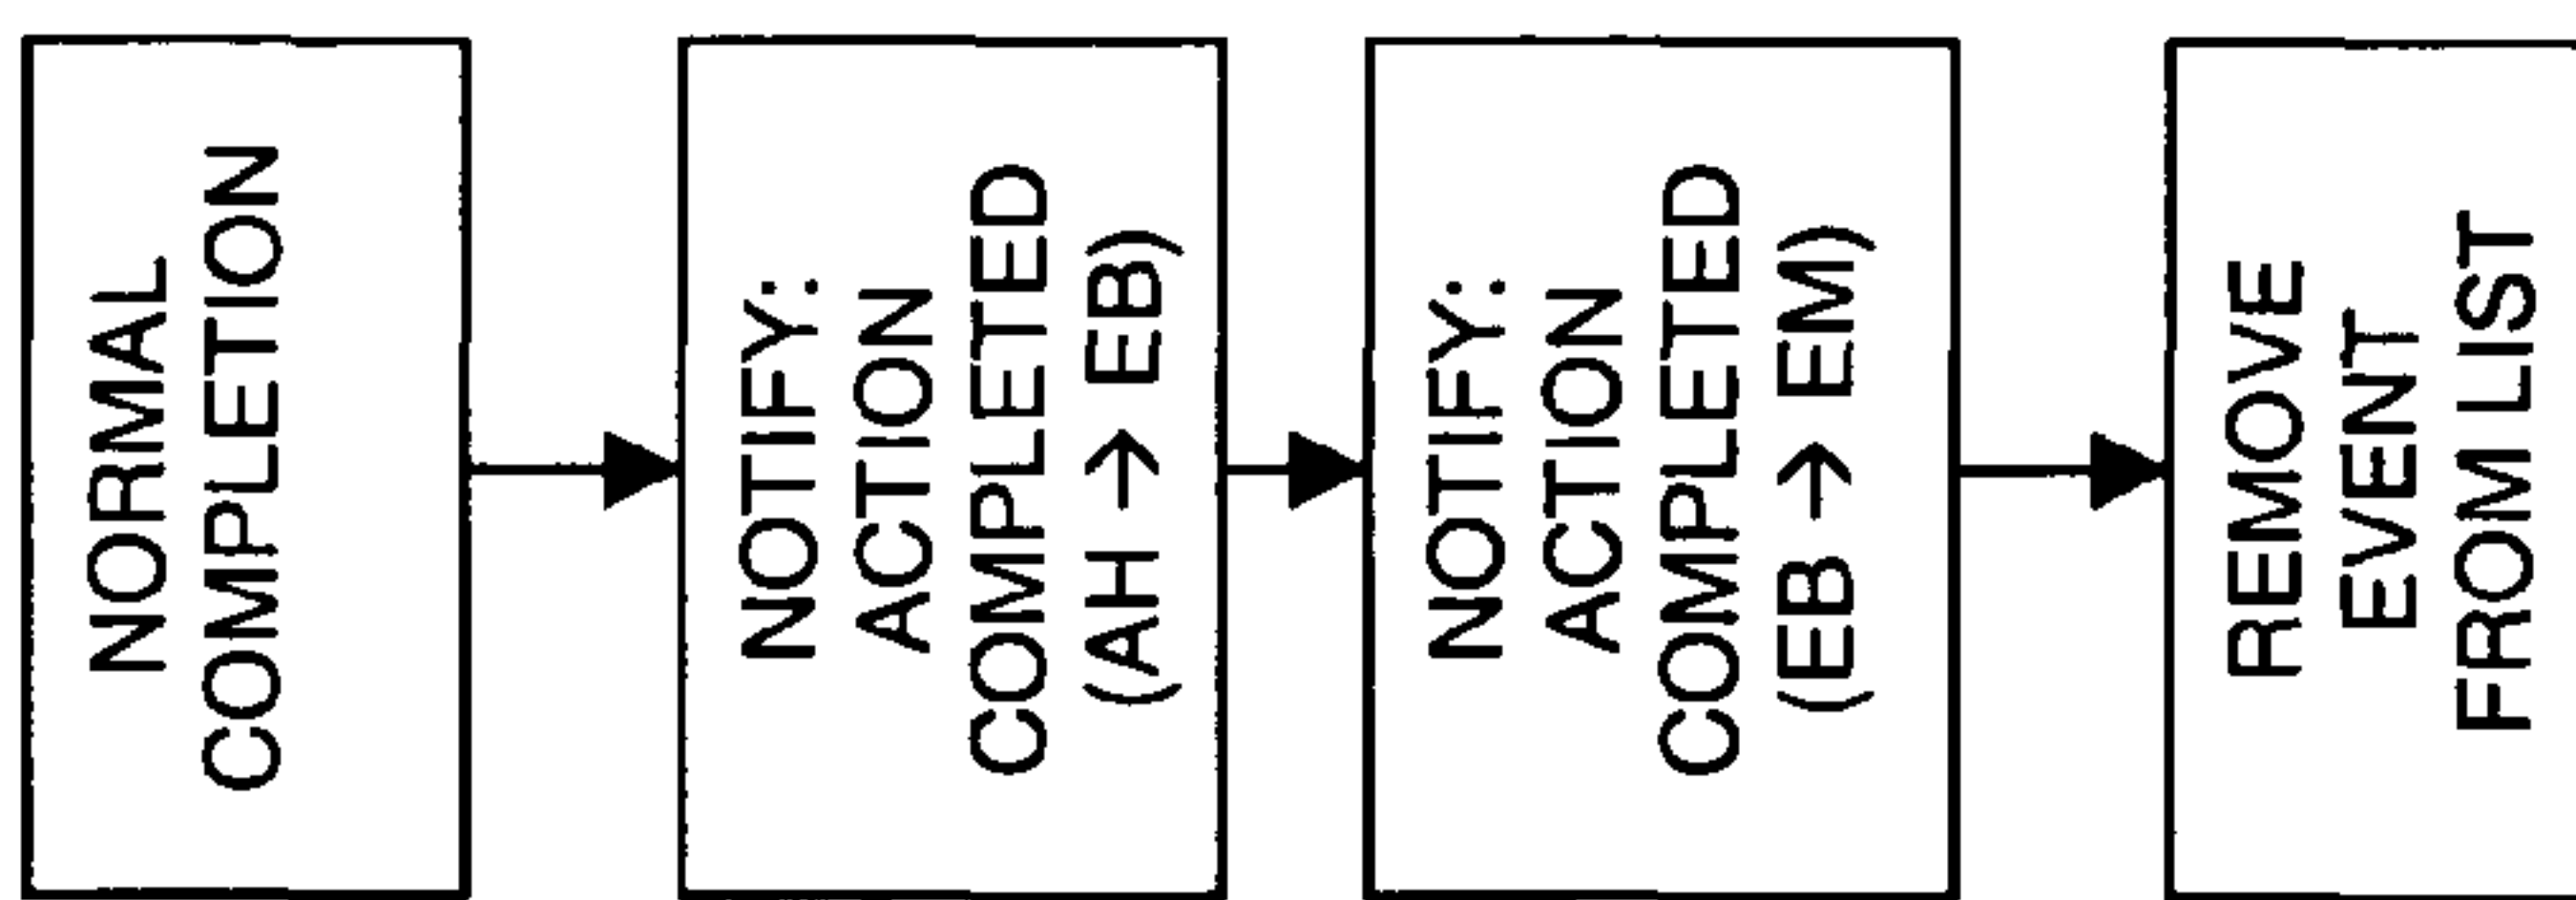 NORMAL
COMPLETION
NOTIFY:
ACTION
COMPLETED
(AH → EB)
NOTIFY:
ACTION
COMPLETED
(EB → EM)
REMOVE
EVENT
FROM LIST